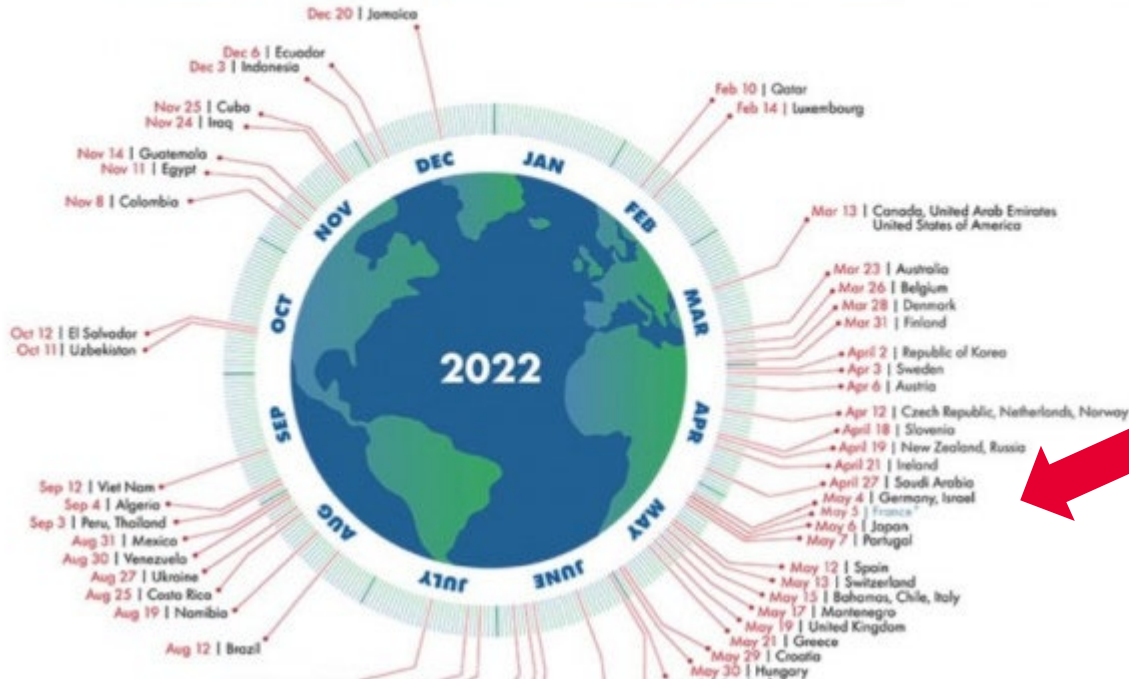 Dec 20 | Jamaica
Dec 6 | Ecuador
Dec 3 | Indonesia
Nov 25 | Cuba
Nov 24 | Iraq
Nov 14 | Guatemala
Nov 11 | Egypt
Nov 8 | Colombia
Oct 12 | El Salvador
Oct 11 | Uzbekistan
Sep 12 | Viet Nam
Sep 4 | Algeria
Sep 3 | Peru, Thailand
Aug 31 | Mexico
Aug 30 | Venezuela
Aug 27 | Ukraine
Aug 25 | Costa Rica
Aug 19 | Namibia
Aug 12 | Brazil
Feb 10 | Qatar
Feb 14 | Luxembourg
Mar 13 | Canada, United Arab Emirates
United States of America
Mar 23 | Australia
Mar 26 | Belgium
Mar 28 | Denmark
Mar 31 | Finland
April 2 | Republic of Korea
Apr 3 | Sweden
Apr 6 | Austria
Apr 12 | Czech Republic, Netherlands, Norway
April 18 | Slovenia
April 19 | New Zealand, Russia
April 21 | Ireland
April 27 | Saudi Arabia
May 4 | Germany, Israel
May 5 | France*
May 6 | Japan
May 7 | Portugal
May 12 | Spain
May 13 | Switzerland
May 15 | Bahamas, Chile, Italy
May 17 | Montenegro
May 19 | United Kingdom
May 21 | Greece
May 29 | Croatia
May 30 | Hungary
JAN
FEB
MAR
APR
MAY
JUNE
JULY
AUG
SEP
OCT
NOV
DEC
2022